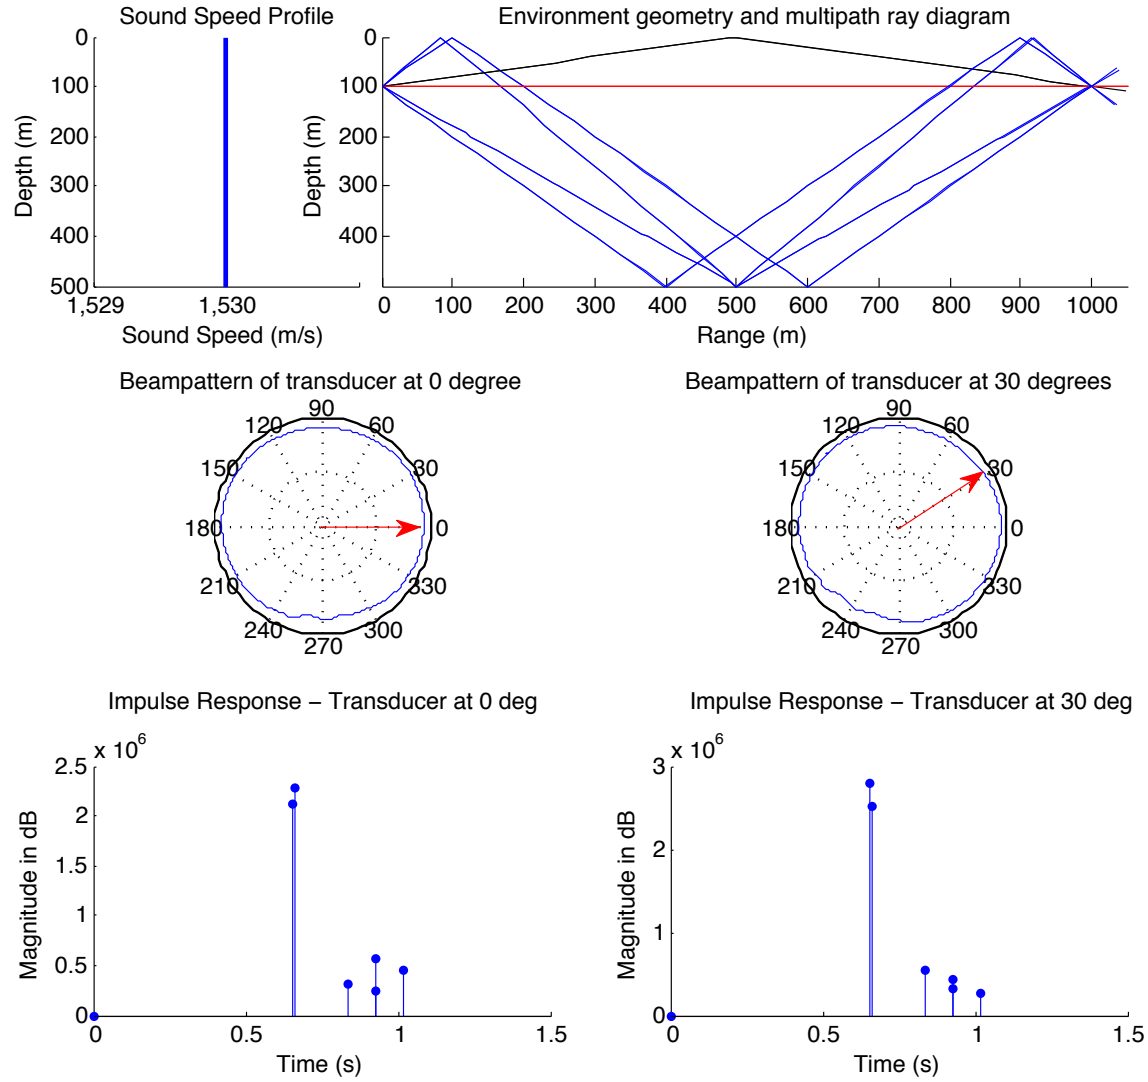 Sound Speed Profile
Environment geometry and multipath ray diagram
0
100
200
300
400
500
Depth (m)
1,529
1,530
Sound Speed (m/s)
0
100
200
300
400
Depth (m)
0 100 200 300 400 500 600 700 800 900 1000
Range (m)
Beampattern of transducer at 0 degree
90
120 60
150 30
180 0
210 330
240 300
270
Beampattern of transducer at 30 degrees
90
120 60
150 30
180 0
210 330
240 300
270
Impulse Response – Transducer at 0 deg
x 10^6
2.5
2
1.5
1
0.5
0
Magnitude in dB
0 0.5 1 1.5
Time (s)
Impulse Response – Transducer at 30 deg
x 10^6
3
2
1
0
Magnitude in dB
0 0.5 1 1.5
Time (s)